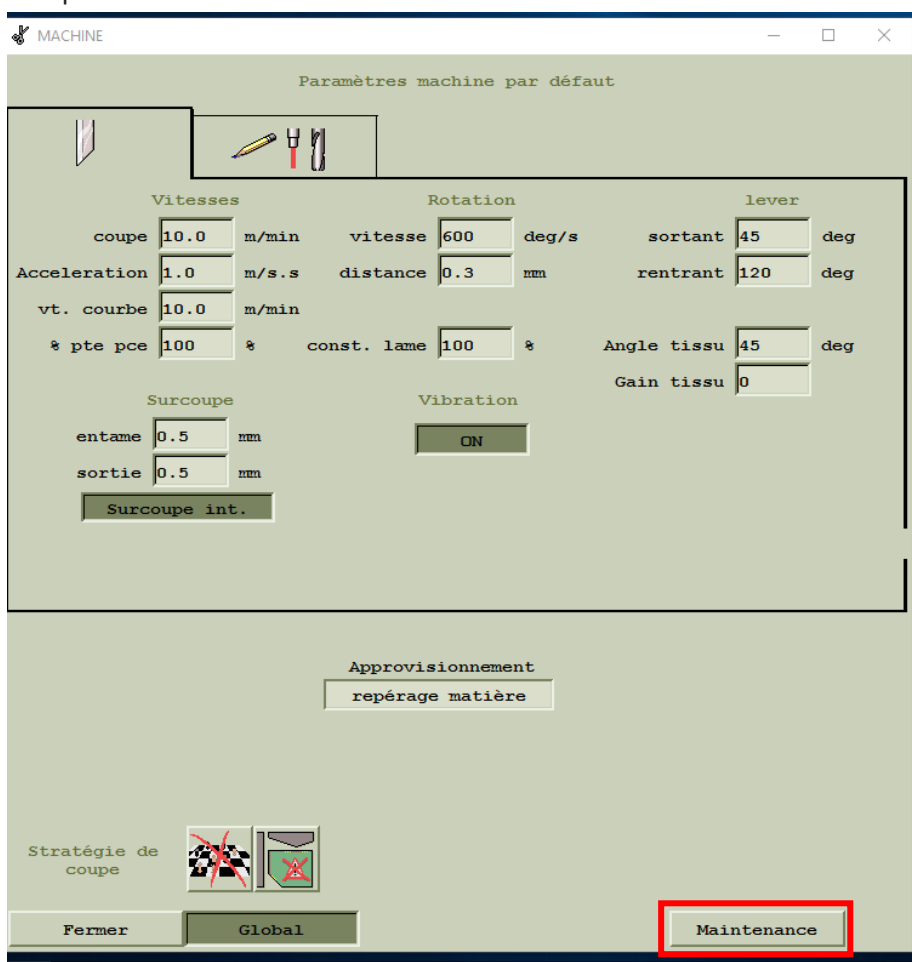 MACHINE
Paramètres machine par défaut
Vitesses Rotation lever
coupe 10.0 m/min vitesse 600 deg/s sortant 45 deg
Acceleration 1.0 m/s.s distance 0.3 mm rentrant 120 deg
vt. courbe 10.0 m/min
% pte pce 100 % const. lame 100 % Angle tissu 45 deg
Gain tissu 0
Surcoupe Vibration
entame 0.5 mm ON
sortie 0.5 mm
Surcoupe int.
Approvisionnement
repérage matière
Stratégie de
coupe
Fermer Global Maintenance